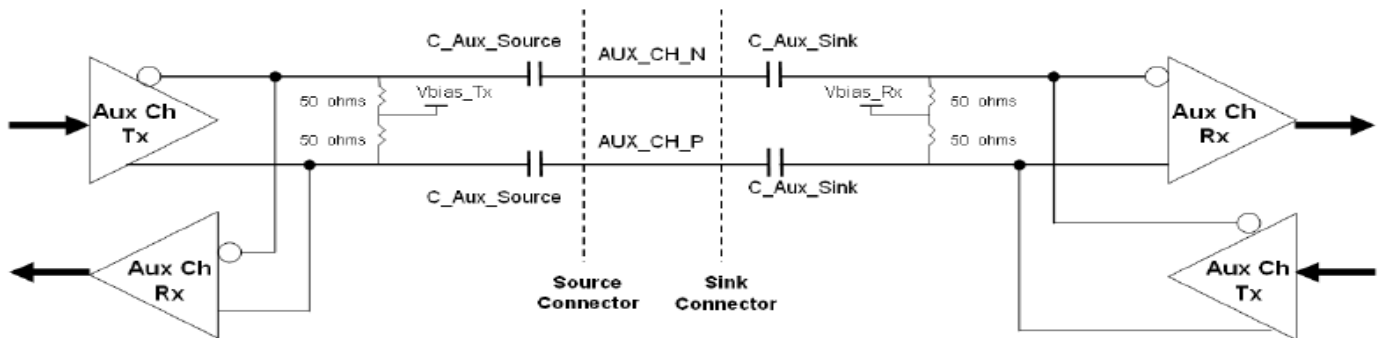 C_Aux_Source
AUX_CH_N
C_Aux_Sink
Aux Ch
Tx
50 ohms
Vbias_Tx
50 ohms
Vbias_Rx
50 ohms
50 ohms
Aux Ch
Rx
AUX_CH_P
C_Aux_Source
C_Aux_Sink
Aux Ch
Rx
Source
Connector
Sink
Connector
Aux Ch
Tx